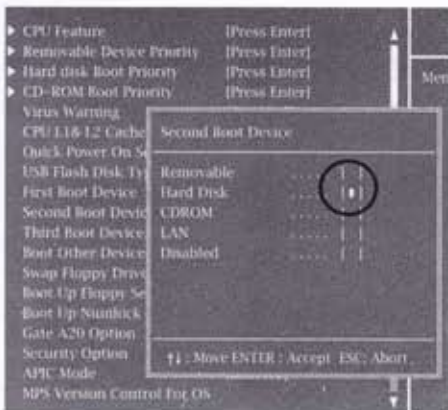 CPU Feature [Press Enter]
Removable Device Priority [Press Enter]
Hard disk Boot Priority [Press Enter]
CD-ROM Boot Priority [Press Enter]
Men
Virus Warning
CPU L1& L2 Cache
Quick Power On Se
USB Flash Disk Ty
First Boot Device
Second Boot Devic
Third Boot Device
Boot Other Device
Swap Floppy Drive
Boot Up Floppy Se
Boot Up Numlock
Gate A20 Option
Security Option
APIC Mode
MPS Version Control For OS
Second Boot Device
Removable ..... [ ]
Hard Disk ..... [■]
CDROM ..... [ ]
LAN ..... [ ]
Disabled ..... [ ]
↑↓ : Move ENTER : Accept ESC: Abort